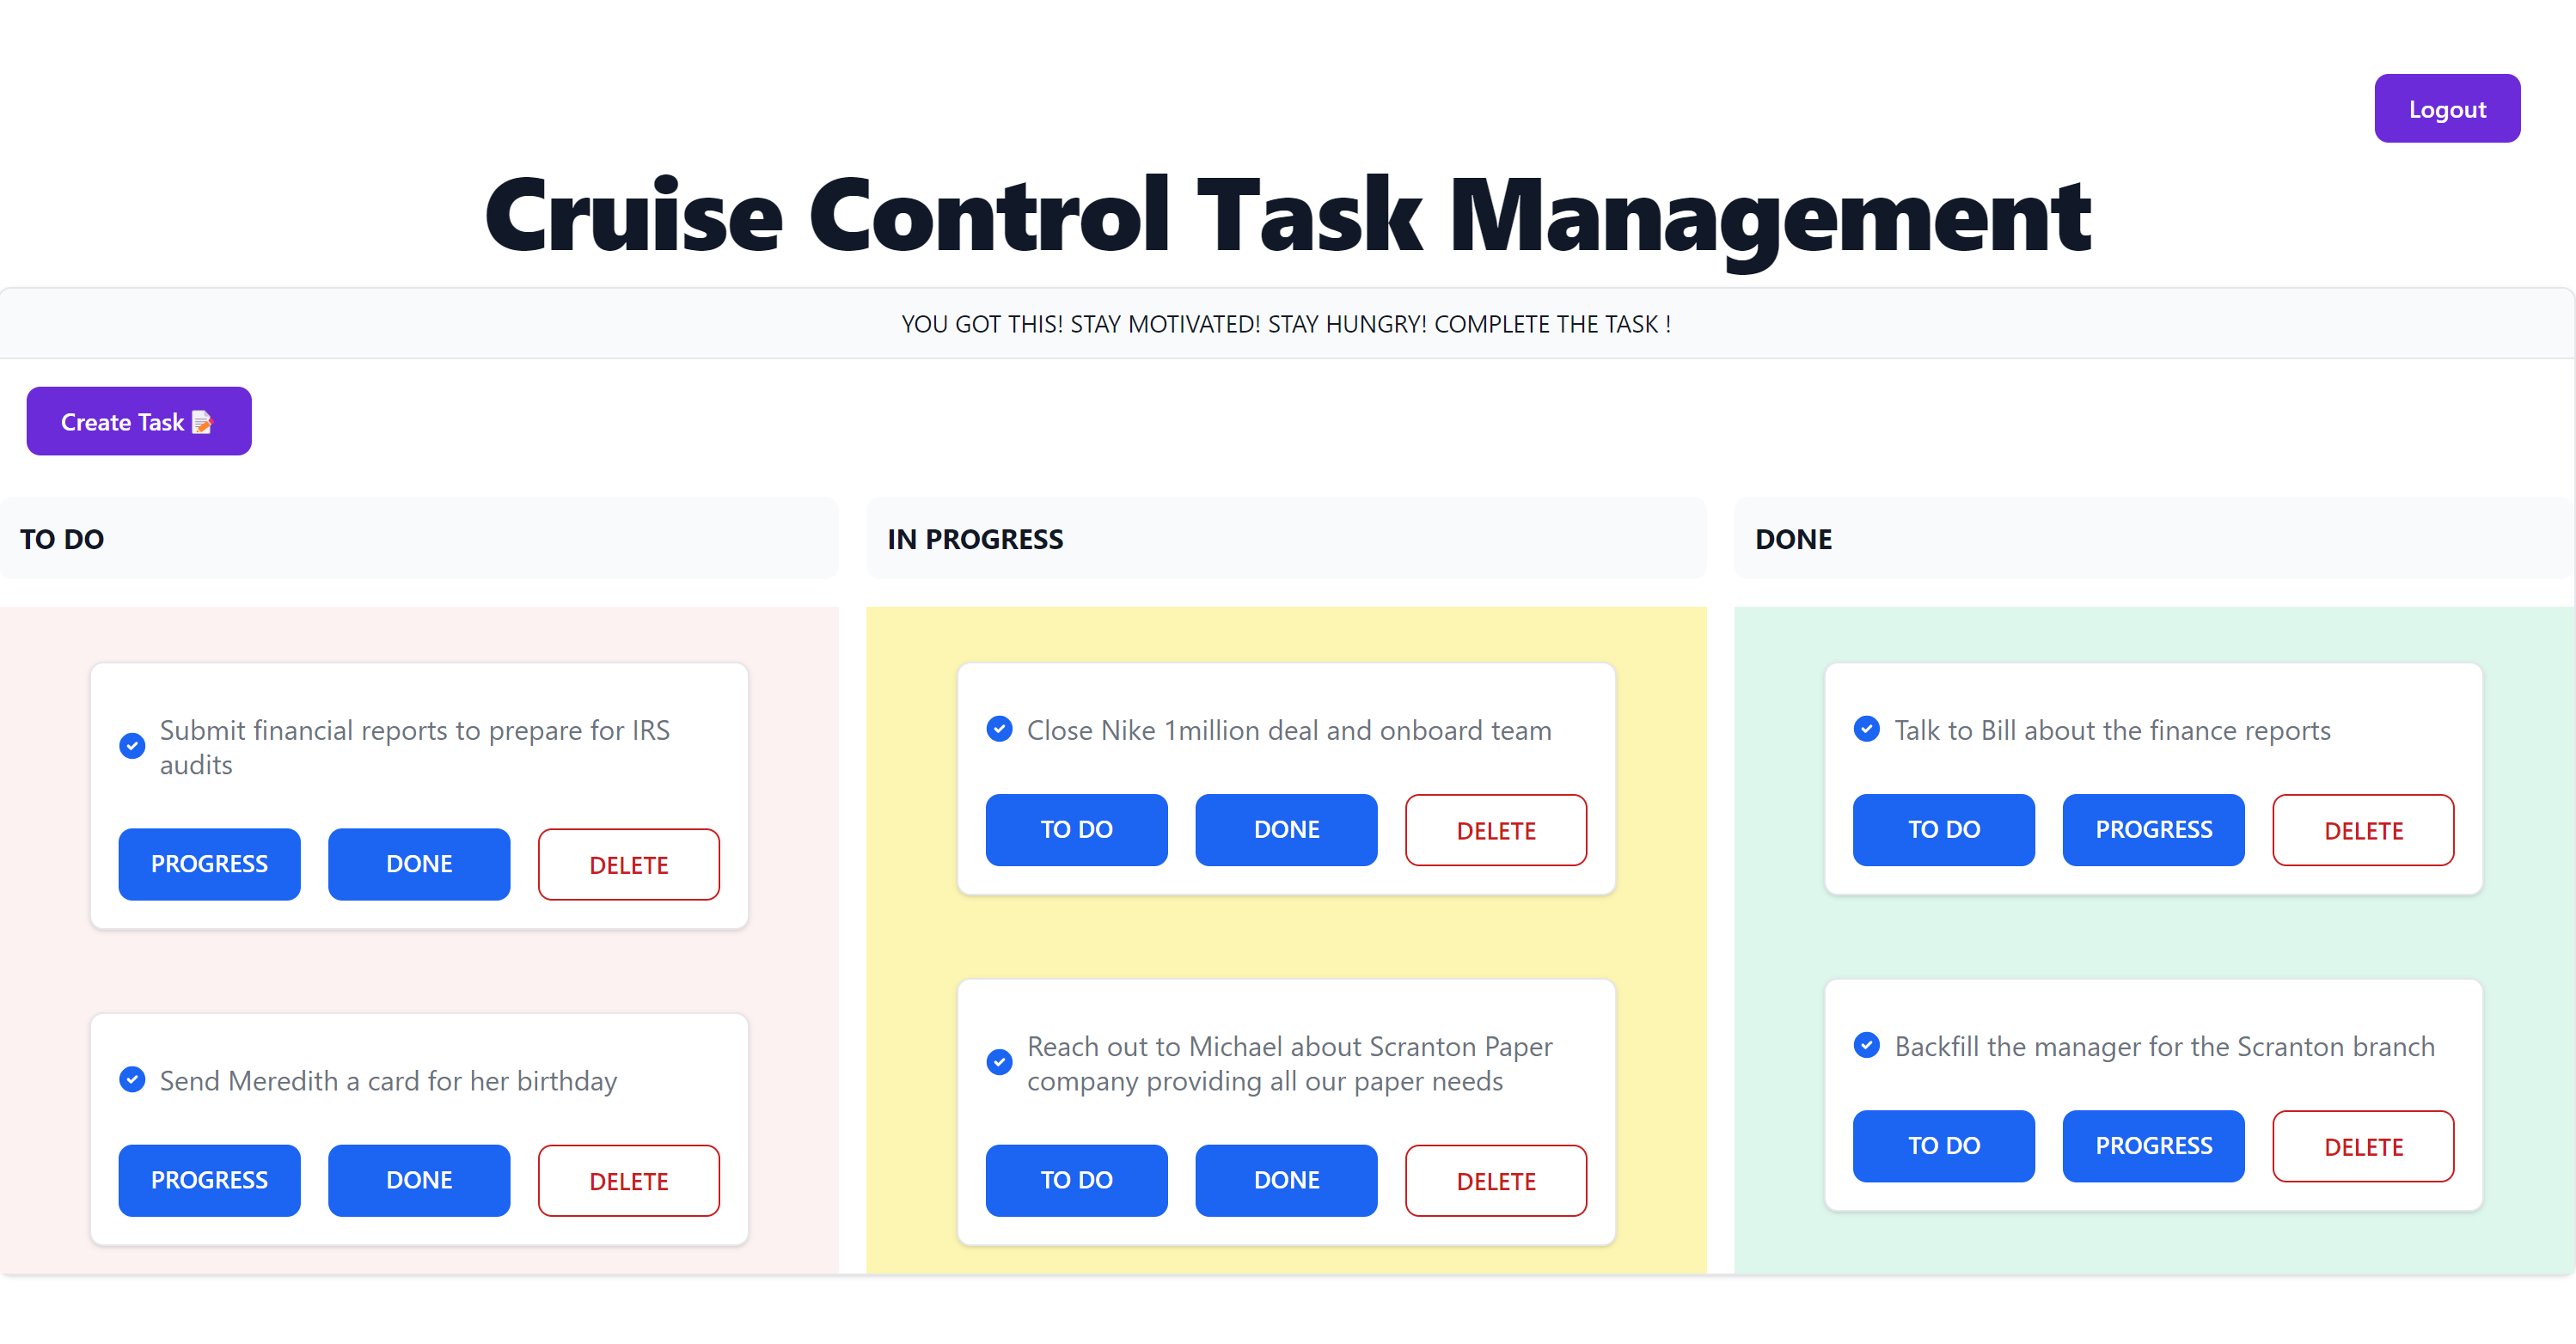 Logout
Cruise Control Task Management
YOU GOT THIS! STAY MOTIVATED! STAY HUNGRY! COMPLETE THE TASK !
Create Task 📝
TO DO
Submit financial reports to prepare for IRS
audits
PROGRESS DONE DELETE
Send Meredith a card for her birthday
PROGRESS DONE DELETE
IN PROGRESS
Close Nike 1million deal and onboard team
TO DO DONE DELETE
Reach out to Michael about Scranton Paper
company providing all our paper needs
TO DO DONE DELETE
DONE
Talk to Bill about the finance reports
TO DO PROGRESS DELETE
Backfill the manager for the Scranton branch
TO DO PROGRESS DELETE